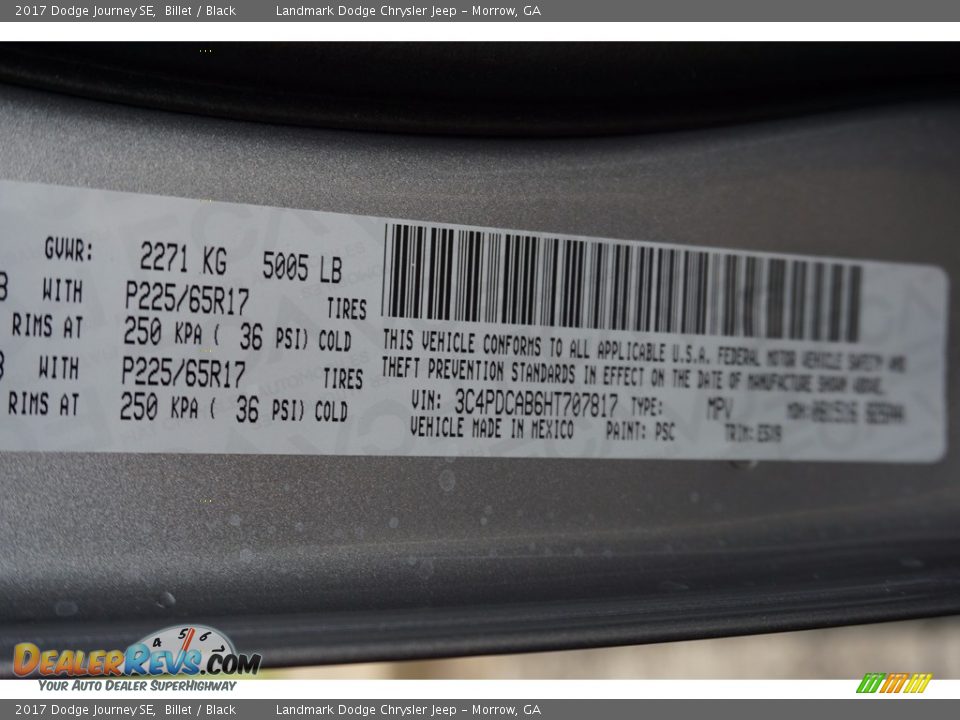 2017 Dodge Journey SE, Billet / Black Landmark Dodge Chrysler Jeep - Morrow, GA
GVWR: 2271 KG 5005 LB
WITH P225/65R17 TIRES
RIMS AT 250 KPA ( 36 PSI) COLD
WITH P225/65R17 TIRES
RIMS AT 250 KPA ( 36 PSI) COLD
THIS VEHICLE CONFORMS TO ALL APPLICABLE U.S.A. FEDERAL MOTOR VEHICLE SAFETY AND
THEFT PREVENTION STANDARDS IN EFFECT ON THE DATE OF MANUFACTURE SHOWN ABOVE.
VIN: 3C4PDCAB6HT707817 TYPE: MPV MDH:
VEHICLE MADE IN MEXICO PAINT: PSC TRIM:
4 5 6
DealerRevs.com
Your Auto Dealer SuperHighway
2017 Dodge Journey SE, Billet / Black Landmark Dodge Chrysler Jeep - Morrow, GA